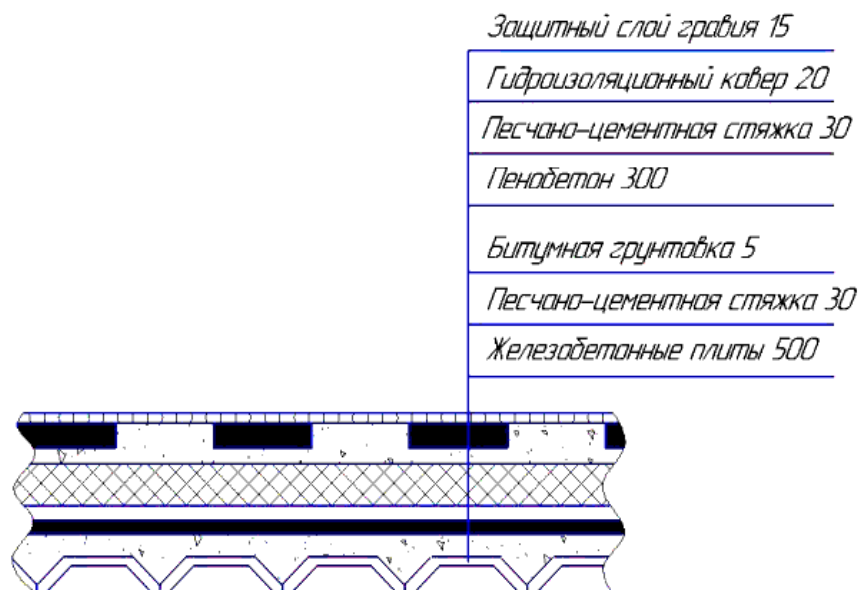 Защитный слой гравия 15
Гидроизоляционный ковер 20
Песчано-цементная стяжка 30
Пенобетон 300
Битумная грунтовка 5
Песчано-цементная стяжка 30
Железобетонные плиты 500